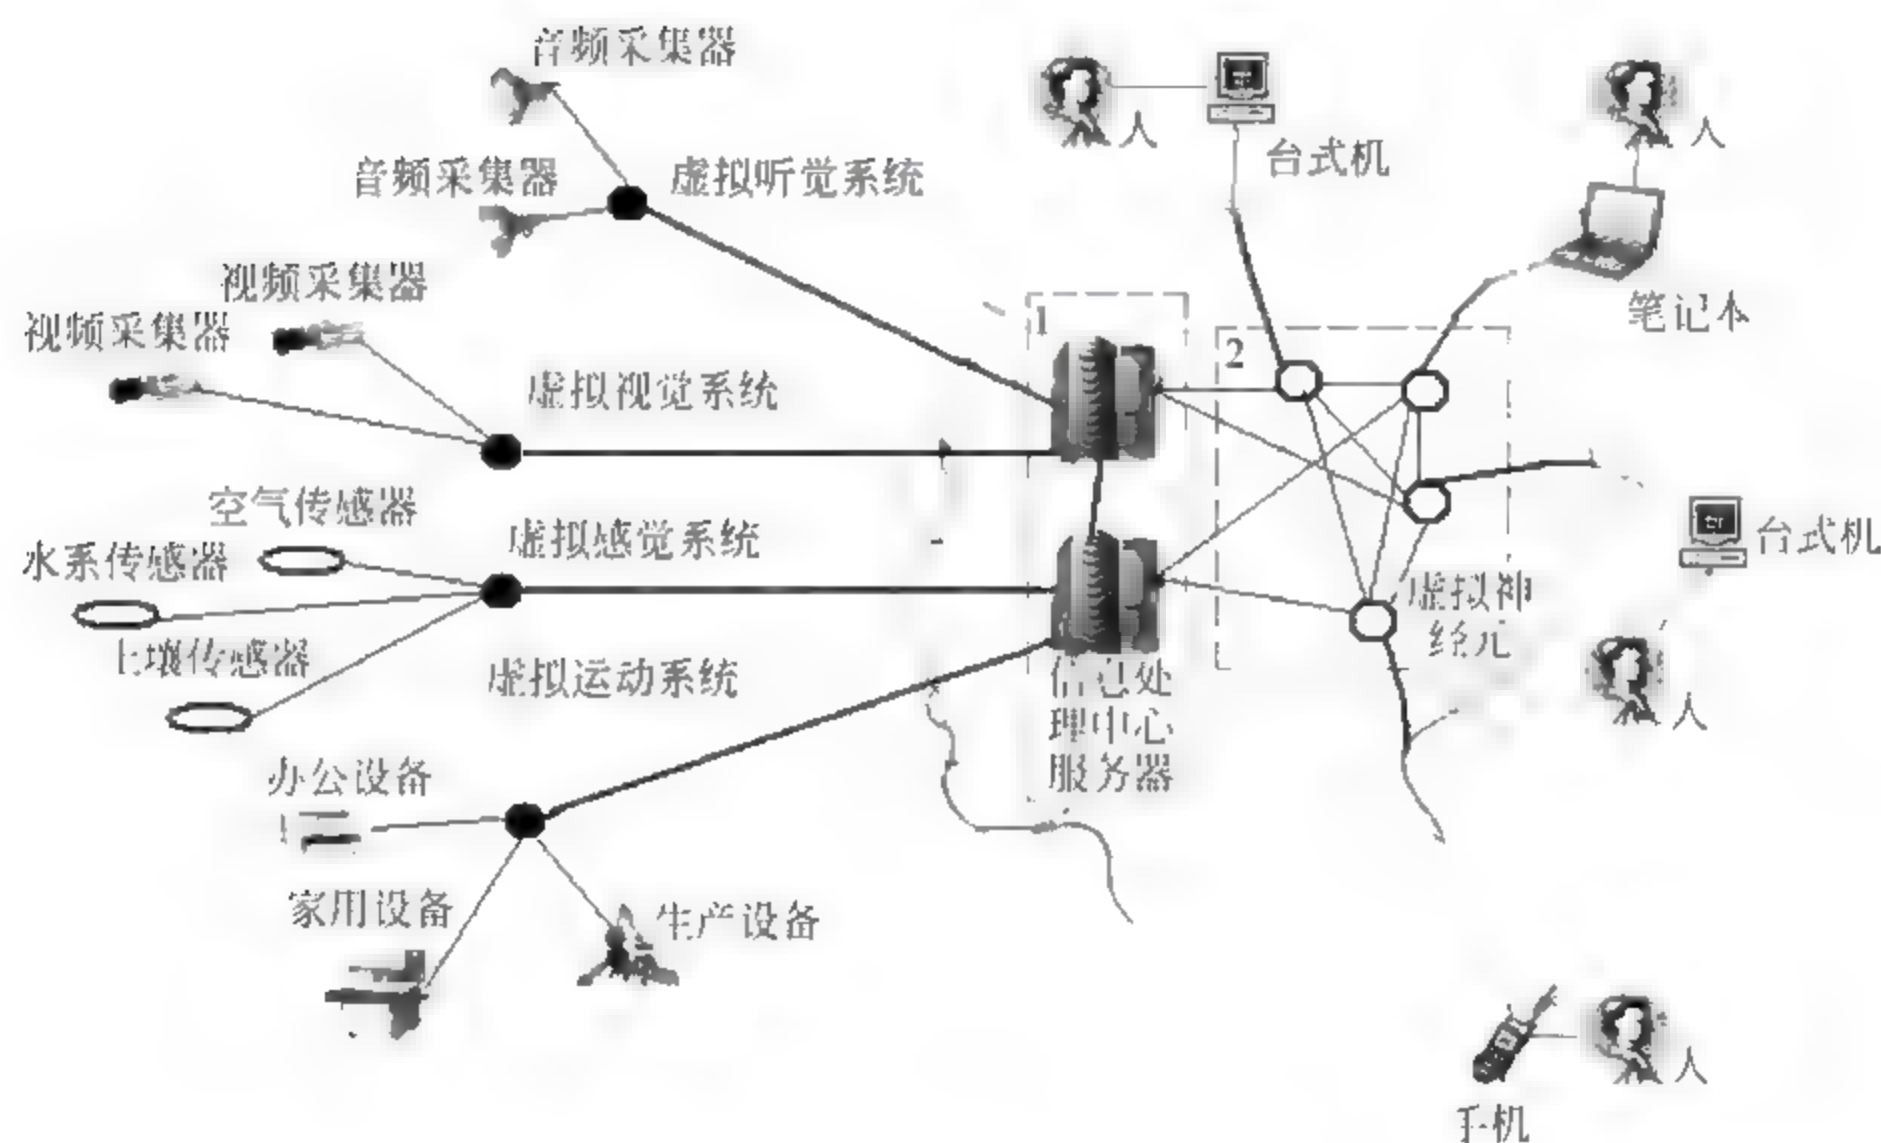 音频采集器
人
台式机
人
音频采集器
虚拟听觉系统
视频采集器
笔记本
视频采集器
1
2
虚拟视觉系统
空气传感器
虚拟感觉系统
水系传感器
台式机
土壤传感器
虚拟运动系统
虚拟神
经元
信息处
理中心
服务器
人
办公设备
家用设备
生产设备
人
手机